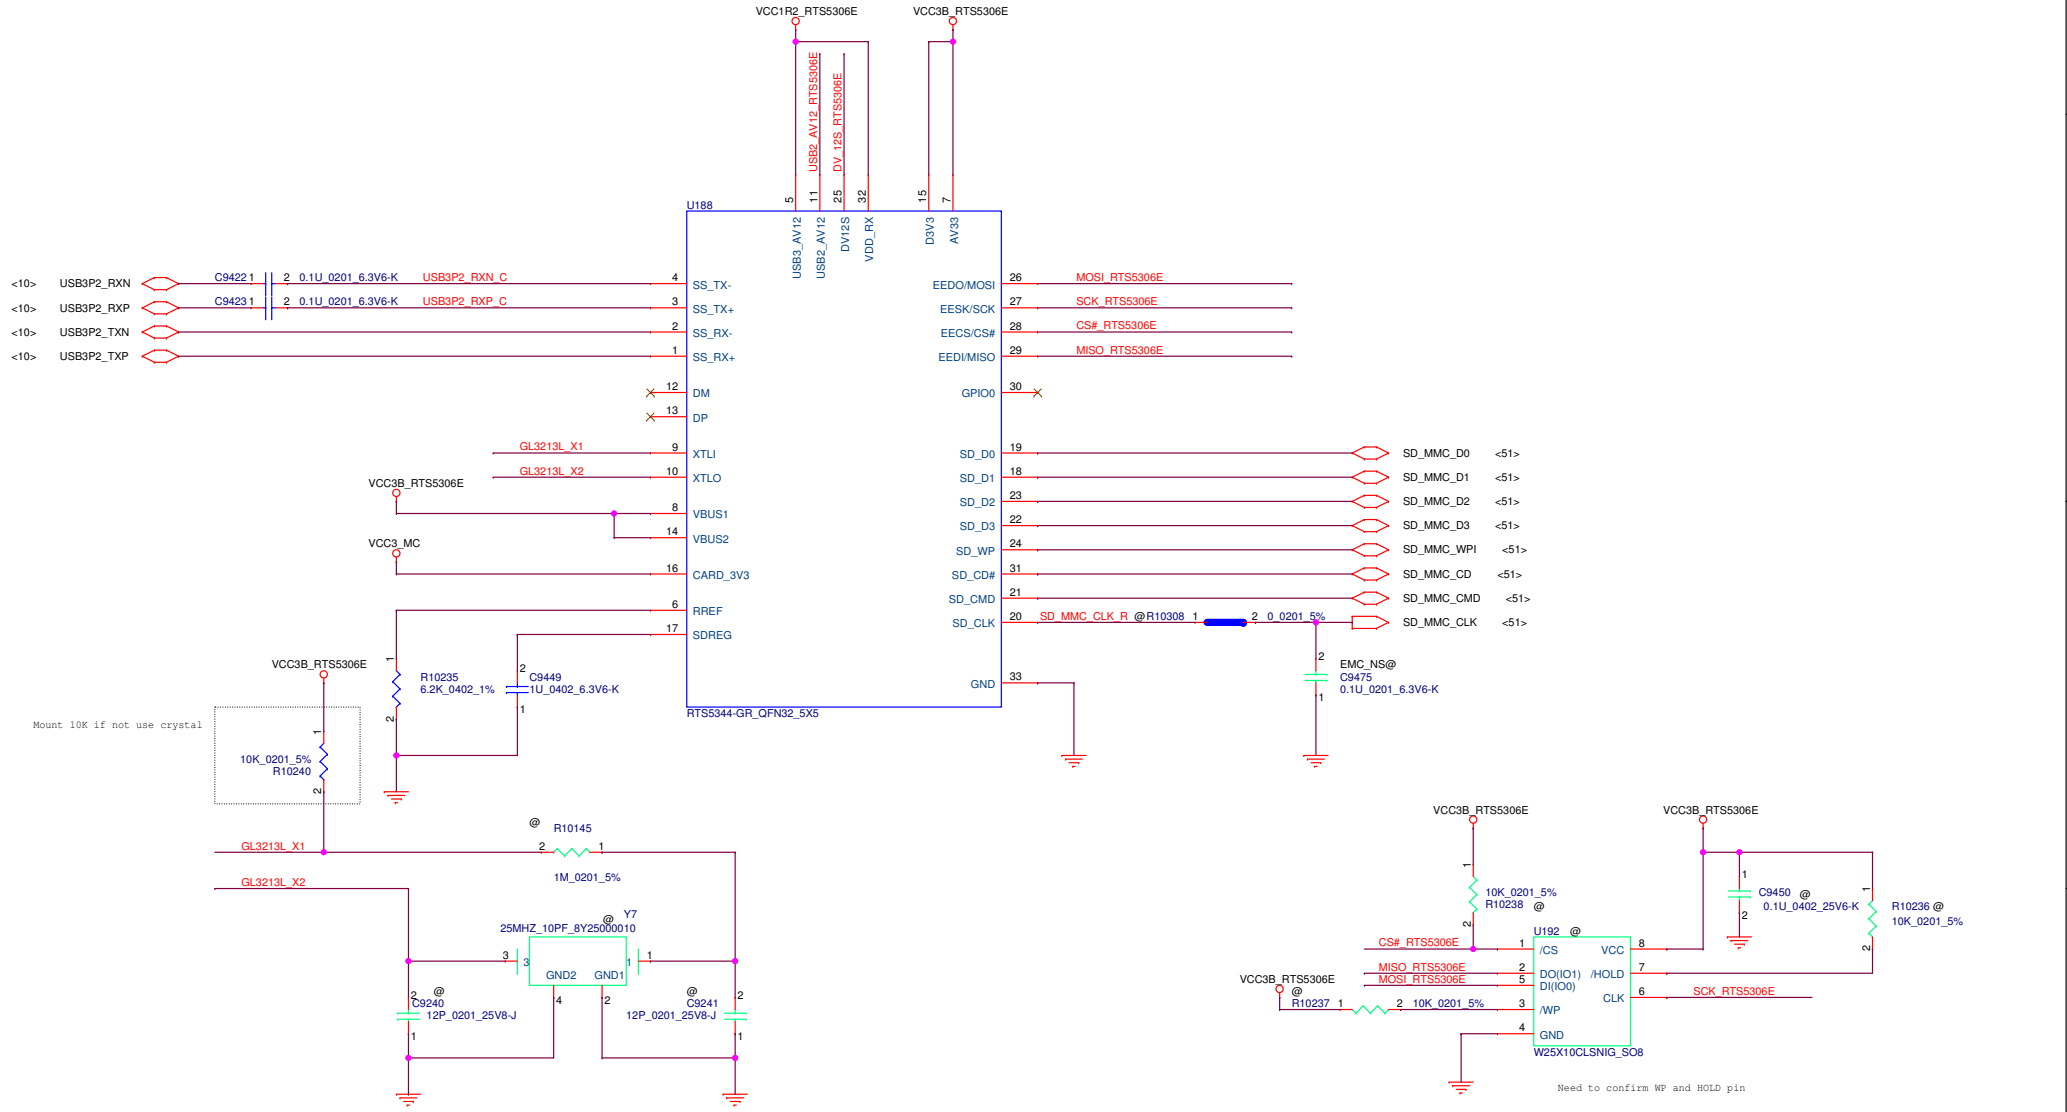 VCC1R2_RTS5306E
VCC3B_RTS5306E
USB2_AV12_RTS5306E
DV_12S_RTS5306E
5
11
25
32
15
7
U188
USB3_AV12
USB2_AV12
DV12S
VDD_RX
D3V3
AV33
<10> USB3P2_RXN C9422 1 2 0.1U_0201_6.3V6-K USB3P2_RXN_C 4 SS_TX-
<10> USB3P2_RXP C9423 1 2 0.1U_0201_6.3V6-K USB3P2_RXP_C 3 SS_TX+
<10> USB3P2_TXN 2 SS_RX-
<10> USB3P2_TXP 1 SS_RX+
12 DM
13 DP
GL3213L_X1 9 XTLI
GL3213L_X2 10 XTLO
VCC3B_RTS5306E
8 VBUS1
14 VBUS2
VCC3_MC
16 CARD_3V3
6 RREF
17 SDREG
EEDO/MOSI 26 MOSI_RTS5306E
EESK/SCK 27 SCK_RTS5306E
EECS/CS# 28 CS#_RTS5306E
EEDI/MISO 29 MISO_RTS5306E
GPIO0 30
SD_D0 19 SD_MMC_D0 <51>
SD_D1 18 SD_MMC_D1 <51>
SD_D2 23 SD_MMC_D2 <51>
SD_D3 22 SD_MMC_D3 <51>
SD_WP 24 SD_MMC_WPI <51>
SD_CD# 31 SD_MMC_CD <51>
SD_CMD 21 SD_MMC_CMD <51>
SD_CLK 20 SD_MMC_CLK_R @R10308 1 2 0_0201_5% SD_MMC_CLK <51>
GND 33
RTS5344-GR_QFN32_5X5
2
EMC_NS@
C9475
0.1U_0201_6.3V6-K
1
1
R10235
6.2K_0402_1%
2
2
C9449
1U_0402_6.3V6-K
1
VCC3B_RTS5306E
Mount 10K if not use crystal
1
10K_0201_5%
R10240
2
GL3213L_X1
@
R10145
2 1
1M_0201_5%
GL3213L_X2
@ Y7
25MHZ_10PF_8Y25000010
3 3 1 1
GND2 GND1
4 2
2 @
C9240
12P_0201_25V8-J
1
@ 2
C9241
12P_0201_25V8-J
1
VCC3B_RTS5306E
VCC3B_RTS5306E
1
10K_0201_5%
R10238 @
2
1
C9450 @
0.1U_0402_25V6-K
2
1
R10236 @
10K_0201_5%
2
U192 @
CS#_RTS5306E 1 /CS
MISO_RTS5306E 2 DO(IO1)
MOSI_RTS5306E 5 DI(IO0)
VCC3B_RTS5306E
@
R10237 1 2 10K_0201_5% 3 /WP
4 GND
VCC 8
/HOLD 7
CLK 6 SCK_RTS5306E
W25X10CLSNIG_SO8
Need to confirm WP and HOLD pin